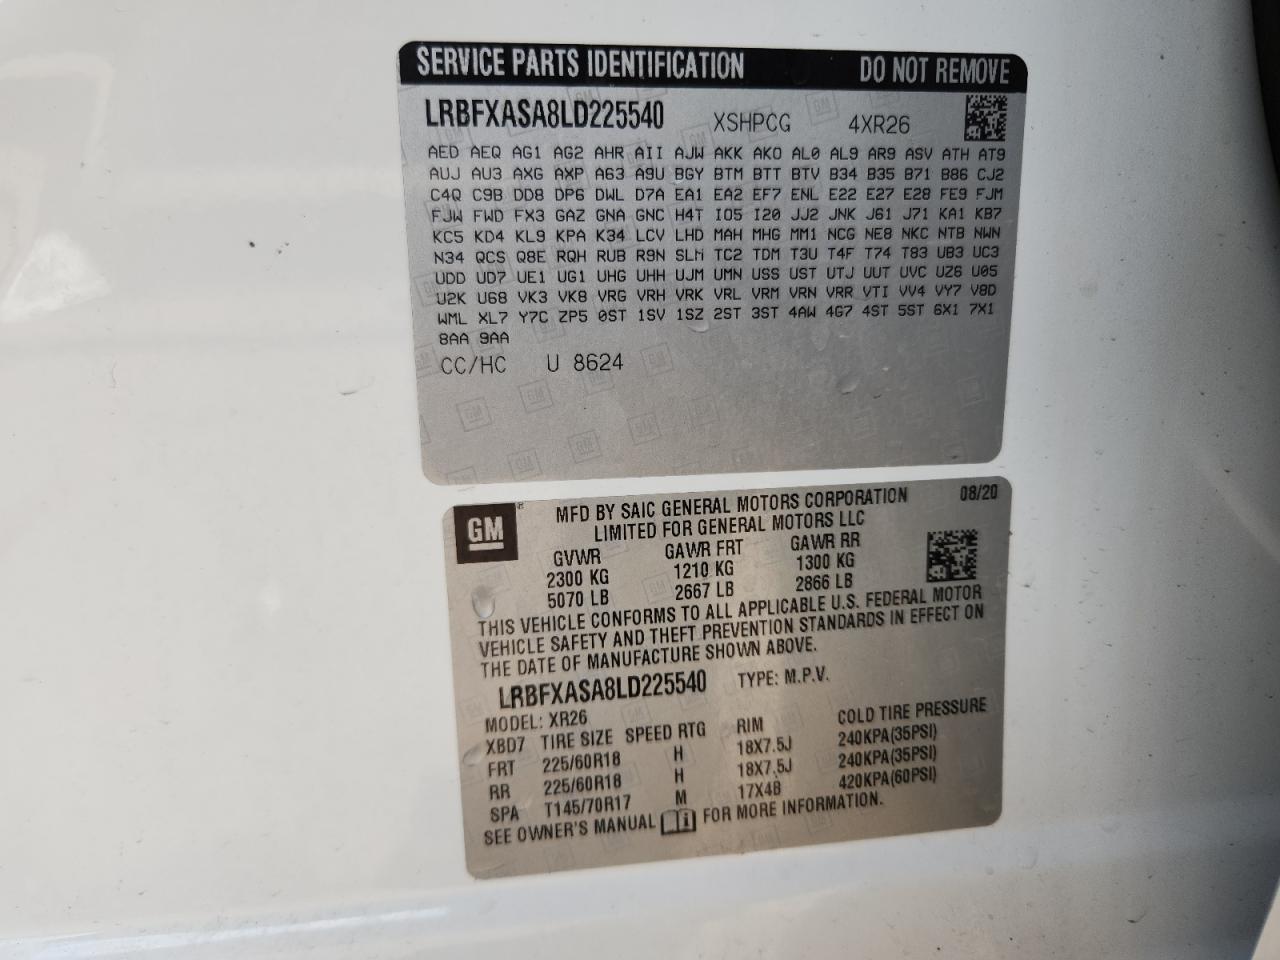 SERVICE PARTS IDENTIFICATION DO NOT REMOVE
LRBFXASA8LD225540 XSHPCG 4XR26
AED AEQ AG1 AG2 AHR AII AJW AKK AKO AL0 AL9 AR9 ASV ATH AT9
AUJ AU3 AXG AXP A63 A9U BGY BTM BTT BTV B34 B35 B71 B86 CJ2
C4Q C9B DD8 DP6 DWL D7A EA1 EA2 EF7 ENL E22 E27 E28 FE9 FJM
FJW FWD FX3 GAZ GNA GNC H4T IO5 I20 JJ2 JNK J61 J71 KA1 KB7
KC5 KD4 KL9 KPA K34 LCV LHD MAH MHG MM1 NCG NE8 NKC NTB NWN
N34 QCS Q8E RQH RUB R9N SLM TC2 TDM T3U T4F T74 T83 UB3 UC3
UDD UD7 UE1 UG1 UHG UHH UJM UMN USS UST UTJ UUT UVC UZ6 U05
U2K U68 VK3 VK8 VRG VRH VRK VRL VRM VRN VRR VTI VV4 VY7 V8D
WML XL7 Y7C ZP5 0ST 1SV 1SZ 2ST 3ST 4AW 4G7 4ST 5ST 6X1 7X1
8AA 9AA
CC/HC U 8624
GM
MFD BY SAIC GENERAL MOTORS CORPORATION 08/20
LIMITED FOR GENERAL MOTORS LLC
GVWR GAWR FRT GAWR RR
2300 KG 1210 KG 1300 KG
5070 LB 2667 LB 2866 LB
THIS VEHICLE CONFORMS TO ALL APPLICABLE U.S. FEDERAL MOTOR
VEHICLE SAFETY AND THEFT PREVENTION STANDARDS IN EFFECT ON
THE DATE OF MANUFACTURE SHOWN ABOVE.
LRBFXASA8LD225540 TYPE: M.P.V.
MODEL: XR26
XBD7 TIRE SIZE SPEED RTG RIM COLD TIRE PRESSURE
FRT 225/60R18 H 18X7.5J 240KPA(35PSI)
RR 225/60R18 H 18X7.5J 240KPA(35PSI)
SPA T145/70R17 M 17X4B 420KPA(60PSI)
SEE OWNER'S MANUAL FOR MORE INFORMATION.